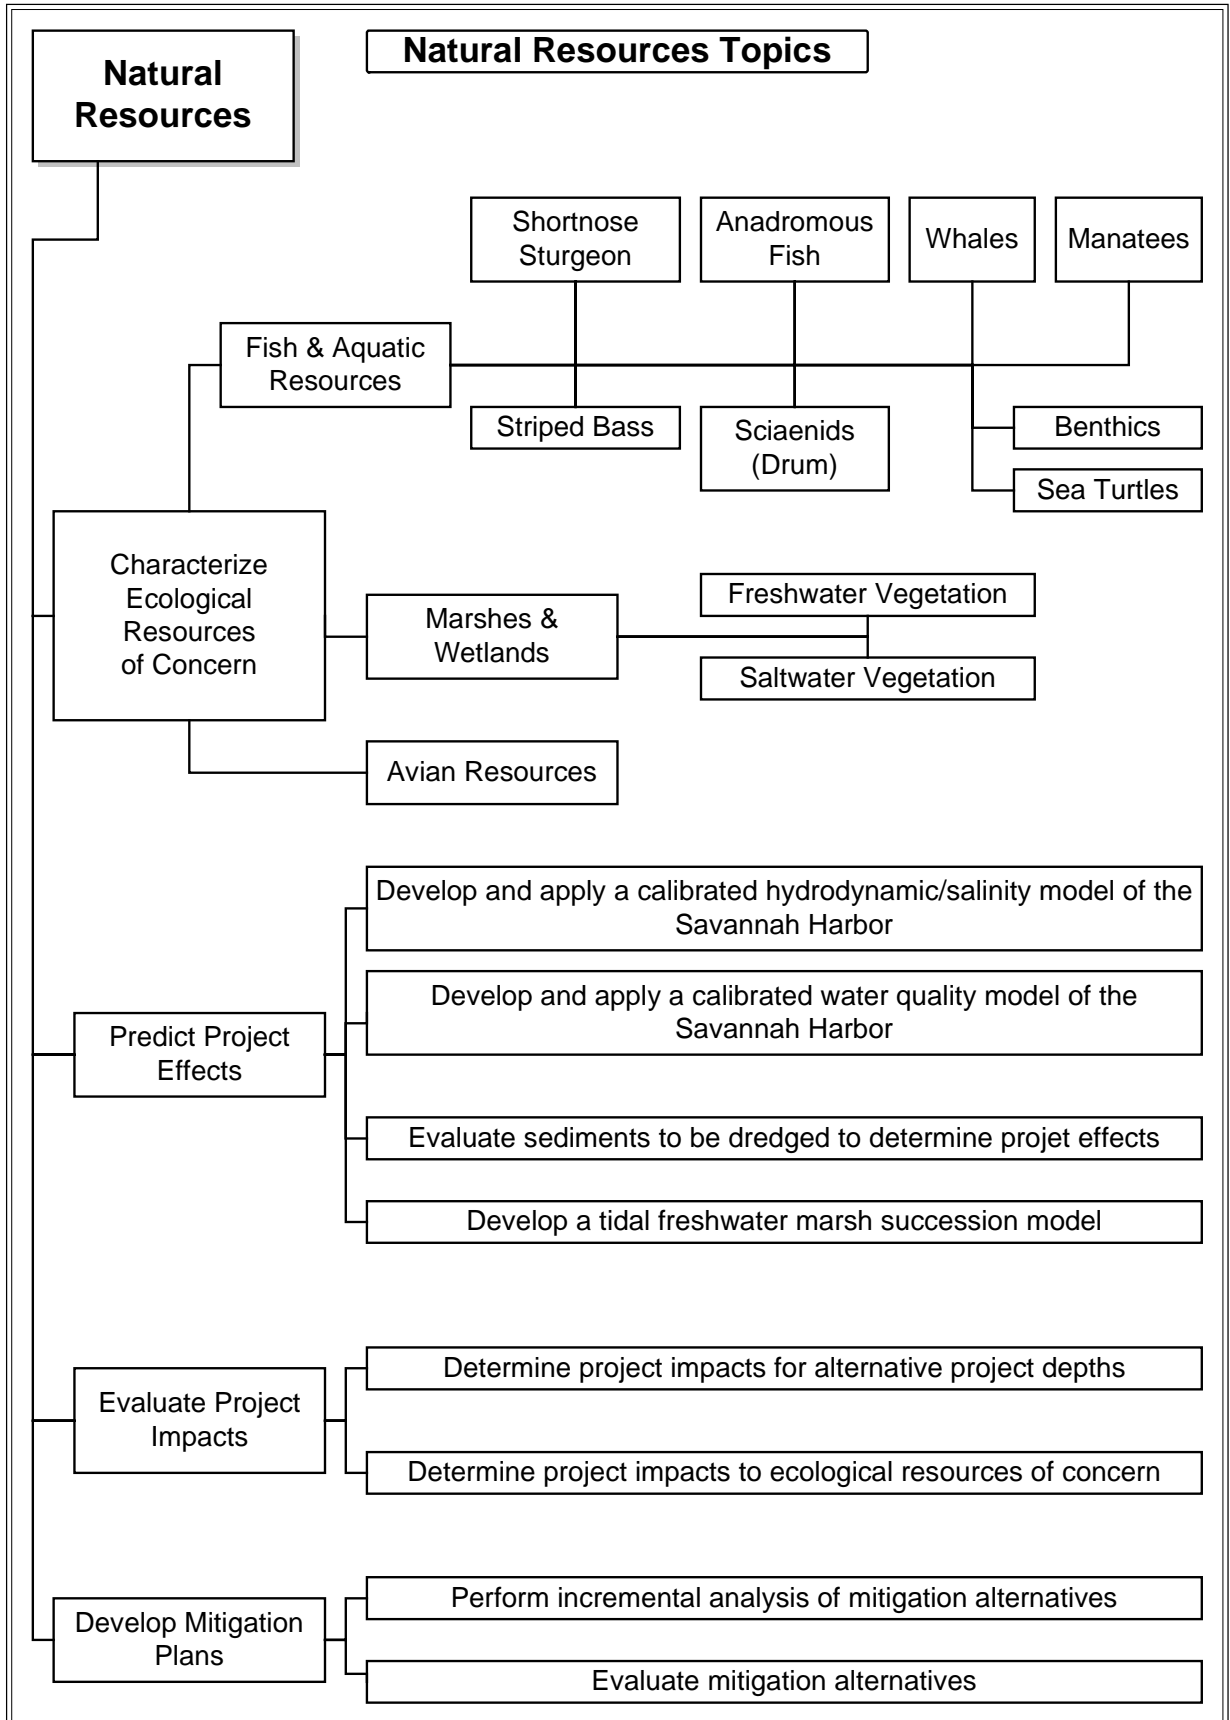 Natural
Resources
Natural Resources Topics
Shortnose
Sturgeon
Anadromous
Fish
Whales
Manatees
Fish & Aquatic
Resources
Striped Bass
Sciaenids
(Drum)
Benthics
Sea Turtles
Characterize
Ecological
Resources
of Concern
Marshes &
Wetlands
Freshwater Vegetation
Saltwater Vegetation
Avian Resources
Develop and apply a calibrated hydrodynamic/salinity model of the
Savannah Harbor
Develop and apply a calibrated water quality model of the
Savannah Harbor
Predict Project
Effects
Evaluate sediments to be dredged to determine projet effects
Develop a tidal freshwater marsh succession model
Determine project impacts for alternative project depths
Evaluate Project
Impacts
Determine project impacts to ecological resources of concern
Perform incremental analysis of mitigation alternatives
Develop Mitigation
Plans
Evaluate mitigation alternatives